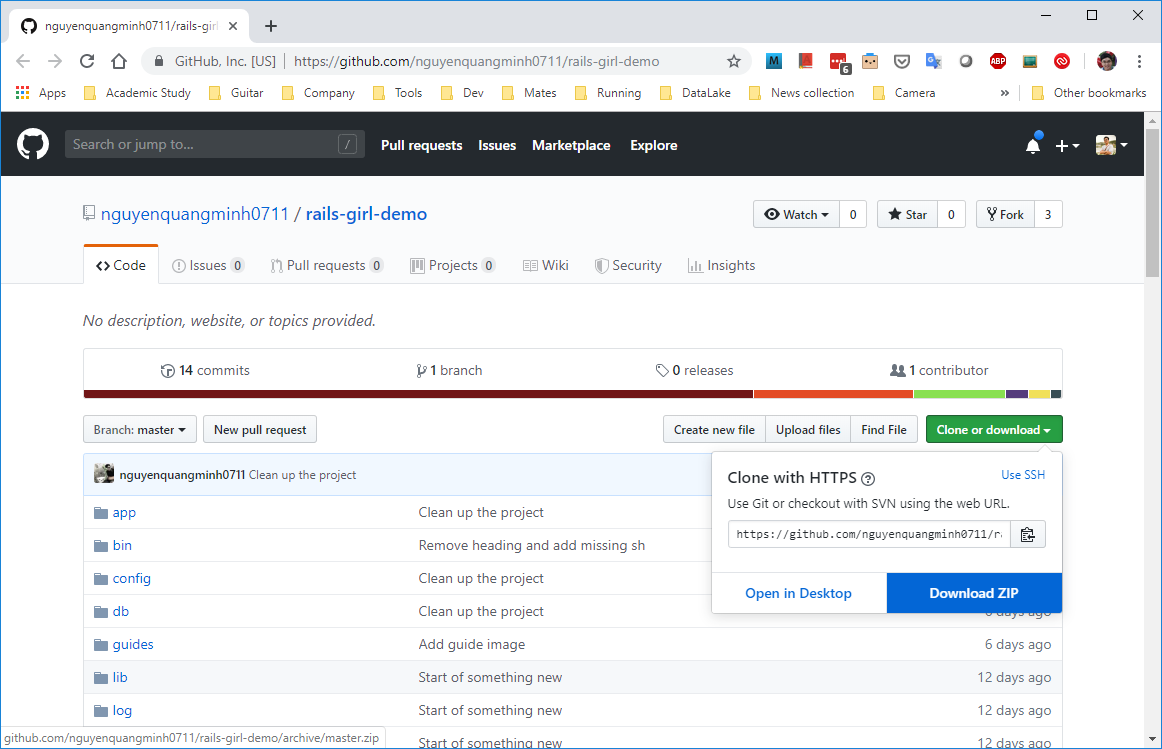 nguyenquangminh0711/rails-girl
GitHub, Inc. [US] https://github.com/nguyenquangminh0711/rails-girl-demo
M 6 ABP
Apps Academic Study Guitar Company Tools Dev Mates Running DataLake News collection Camera » Other bookmarks
Search or jump to... / Pull requests Issues Marketplace Explore
nguyenquangminh0711 / rails-girl-demo Watch 0 Star 0 Fork 3
Code Issues 0 Pull requests 0 Projects 0 Wiki Security Insights
No description, website, or topics provided.
14 commits 1 branch 0 releases 1 contributor
Branch: master New pull request Create new file Upload files Find File Clone or download
nguyenquangminh0711 Clean up the project
Clone with HTTPS ? Use SSH
Use Git or checkout with SVN using the web URL.
https://github.com/nguyenquangminh0711/ra
Open in Desktop Download ZIP
app Clean up the project
bin Remove heading and add missing sh
config Clean up the project
db Clean up the project 6 days ago
guides Add guide image 6 days ago
lib Start of something new 12 days ago
log Start of something new 12 days ago
Start of something new 12 days ago
github.com/nguyenquangminh0711/rails-girl-demo/archive/master.zip